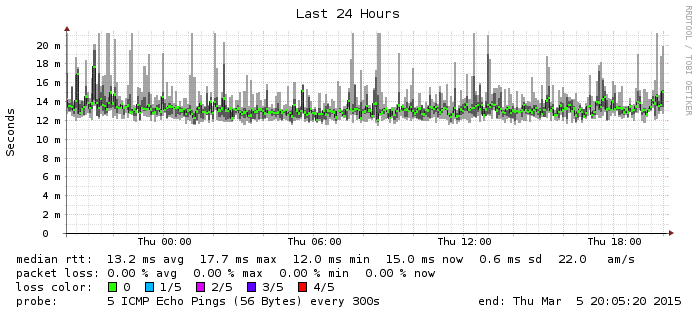 Last 24 Hours
RRDTOOL / TOBI OETIKER
Seconds
20 m
18 m
16 m
14 m
12 m
10 m
8 m
6 m
4 m
2 m
0
Thu 00:00 Thu 06:00 Thu 12:00 Thu 18:00
median rtt: 13.2 ms avg 17.7 ms max 12.0 ms min 15.0 ms now 0.6 ms sd 22.0 am/s
packet loss: 0.00 % avg 0.00 % max 0.00 % min 0.00 % now
loss color: 0 1/5 2/5 3/5 4/5
probe: 5 ICMP Echo Pings (56 Bytes) every 300s end: Thu Mar 5 20:05:20 2015